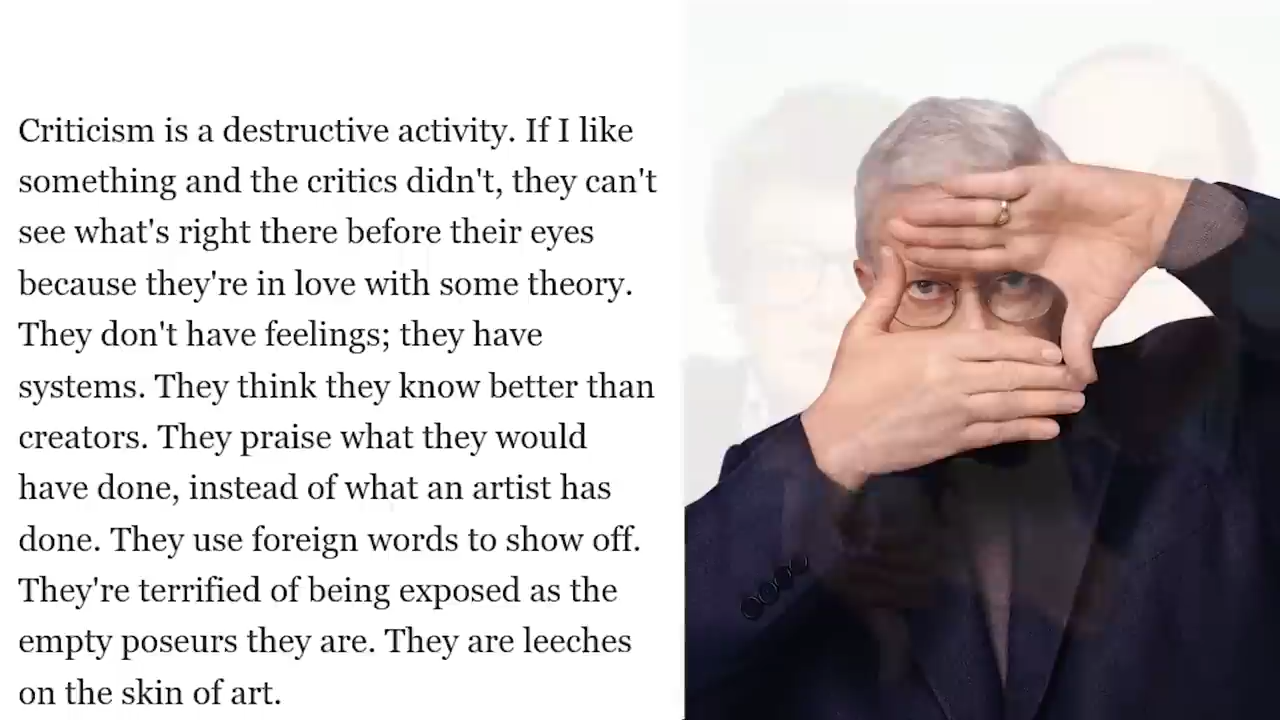 Criticism is a destructive activity. If I like
something and the critics didn't, they can't
see what's right there before their eyes
because they're in love with some theory.
They don't have feelings; they have
systems. They think they know better than
creators. They praise what they would
have done, instead of what an artist has
done. They use foreign words to show off.
They're terrified of being exposed as the
empty poseurs they are. They are leeches
on the skin of art.